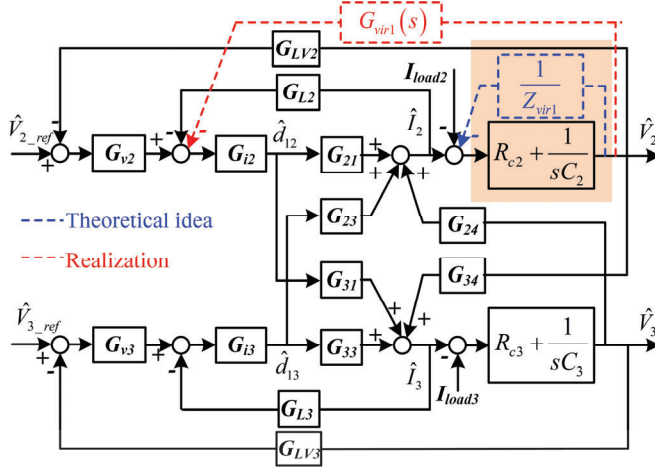 G_vir1(s)
G_LV2
I_load2
1/Z_vir1
G_L2
V̂_2_ref
- + G_v2 + - G_i2 d̂_12 G_21 + + + Î_2 - - R_c2 + 1/sC_2 V̂_2
G_23
G_24
Theoretical idea
Realization
G_31
G_34
+ + +
V̂_3_ref
+ - G_v3 + - G_i3 d̂_13 G_33 Î_3 - R_c3 + 1/sC_3 V̂_3
G_L3
I_load3
G_LV3